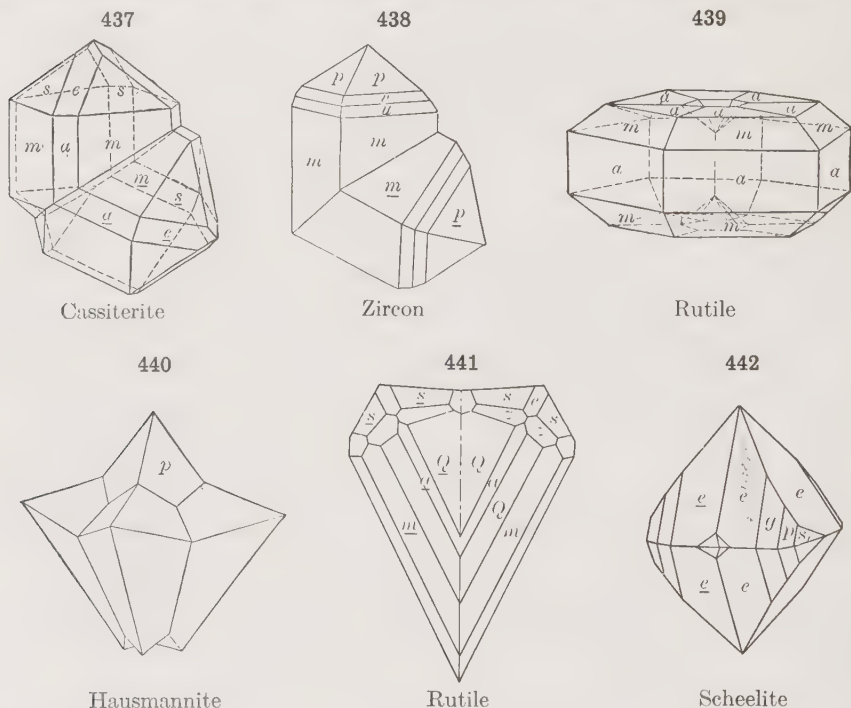 437 438 439
s e s
m a m
m
s
a
e
p p
m
m
m
p
a a
a a
m m m
a a a
m m
Cassiterite Zircon Rutile
440 441 442
p
s s s e s
z z
Q Q
a a
Q
m m
e e e
g p s
e e
Hausmannite Rutile Scheelite